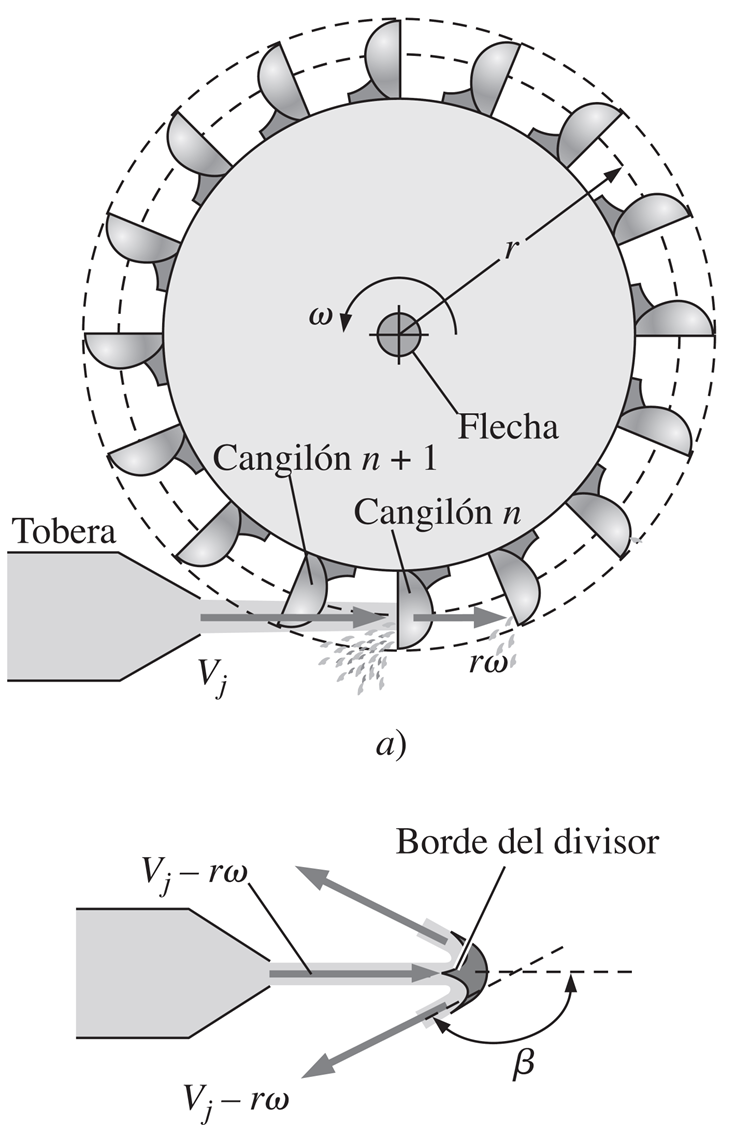 r
ω
Flecha
Cangilón n + 1
Cangilón n
Tobera
V_j
rω
a)
Borde del divisor
V_j – rω
β
V_j – rω